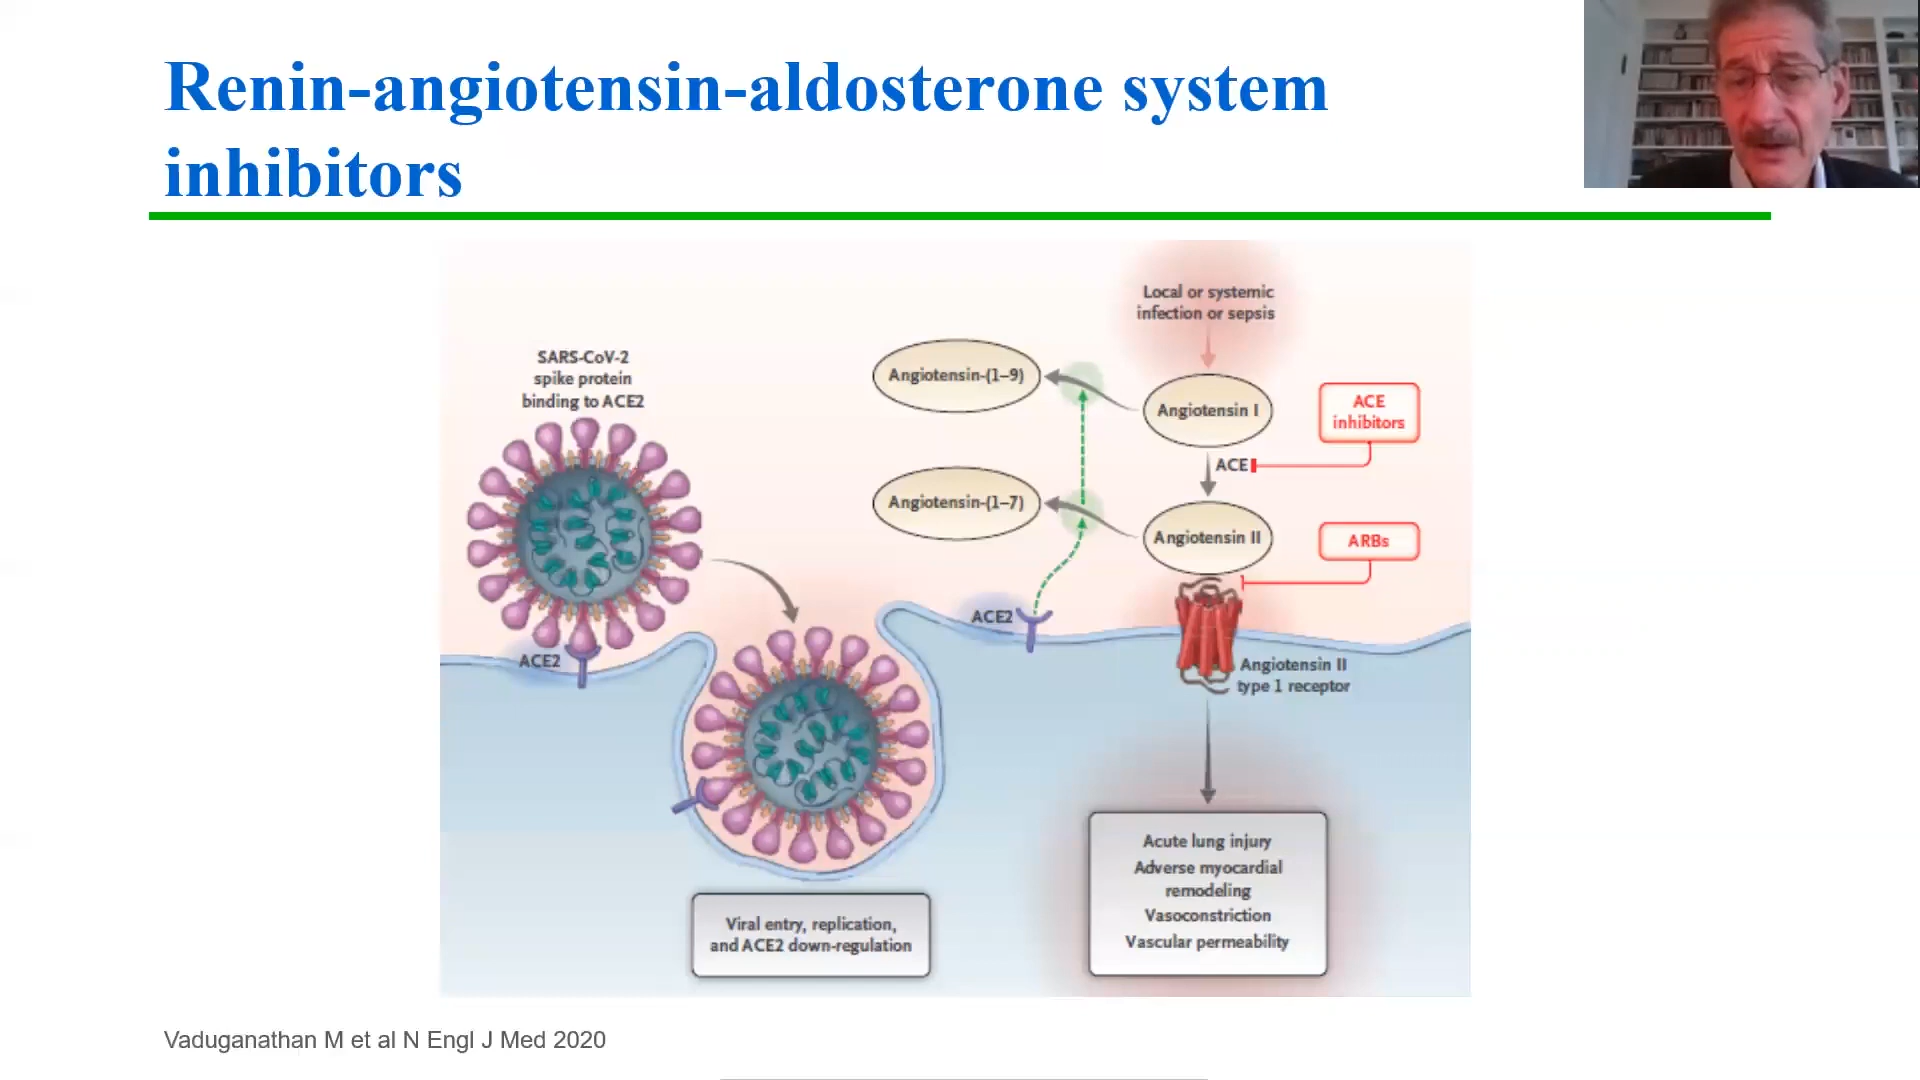 Renin-angiotensin-aldosterone system
inhibitors
Local or systemic
infection or sepsis
SARS-CoV-2
spike protein
binding to ACE2
Angiotensin-(1–9)
Angiotensin I
ACE
inhibitors
ACE
Angiotensin-(1–7)
Angiotensin II
ARBs
ACE2
ACE2
Angiotensin II
type 1 receptor
Acute lung injury
Adverse myocardial
remodeling
Vasoconstriction
Vascular permeability
Viral entry, replication,
and ACE2 down-regulation
Vaduganathan M et al N Engl J Med 2020